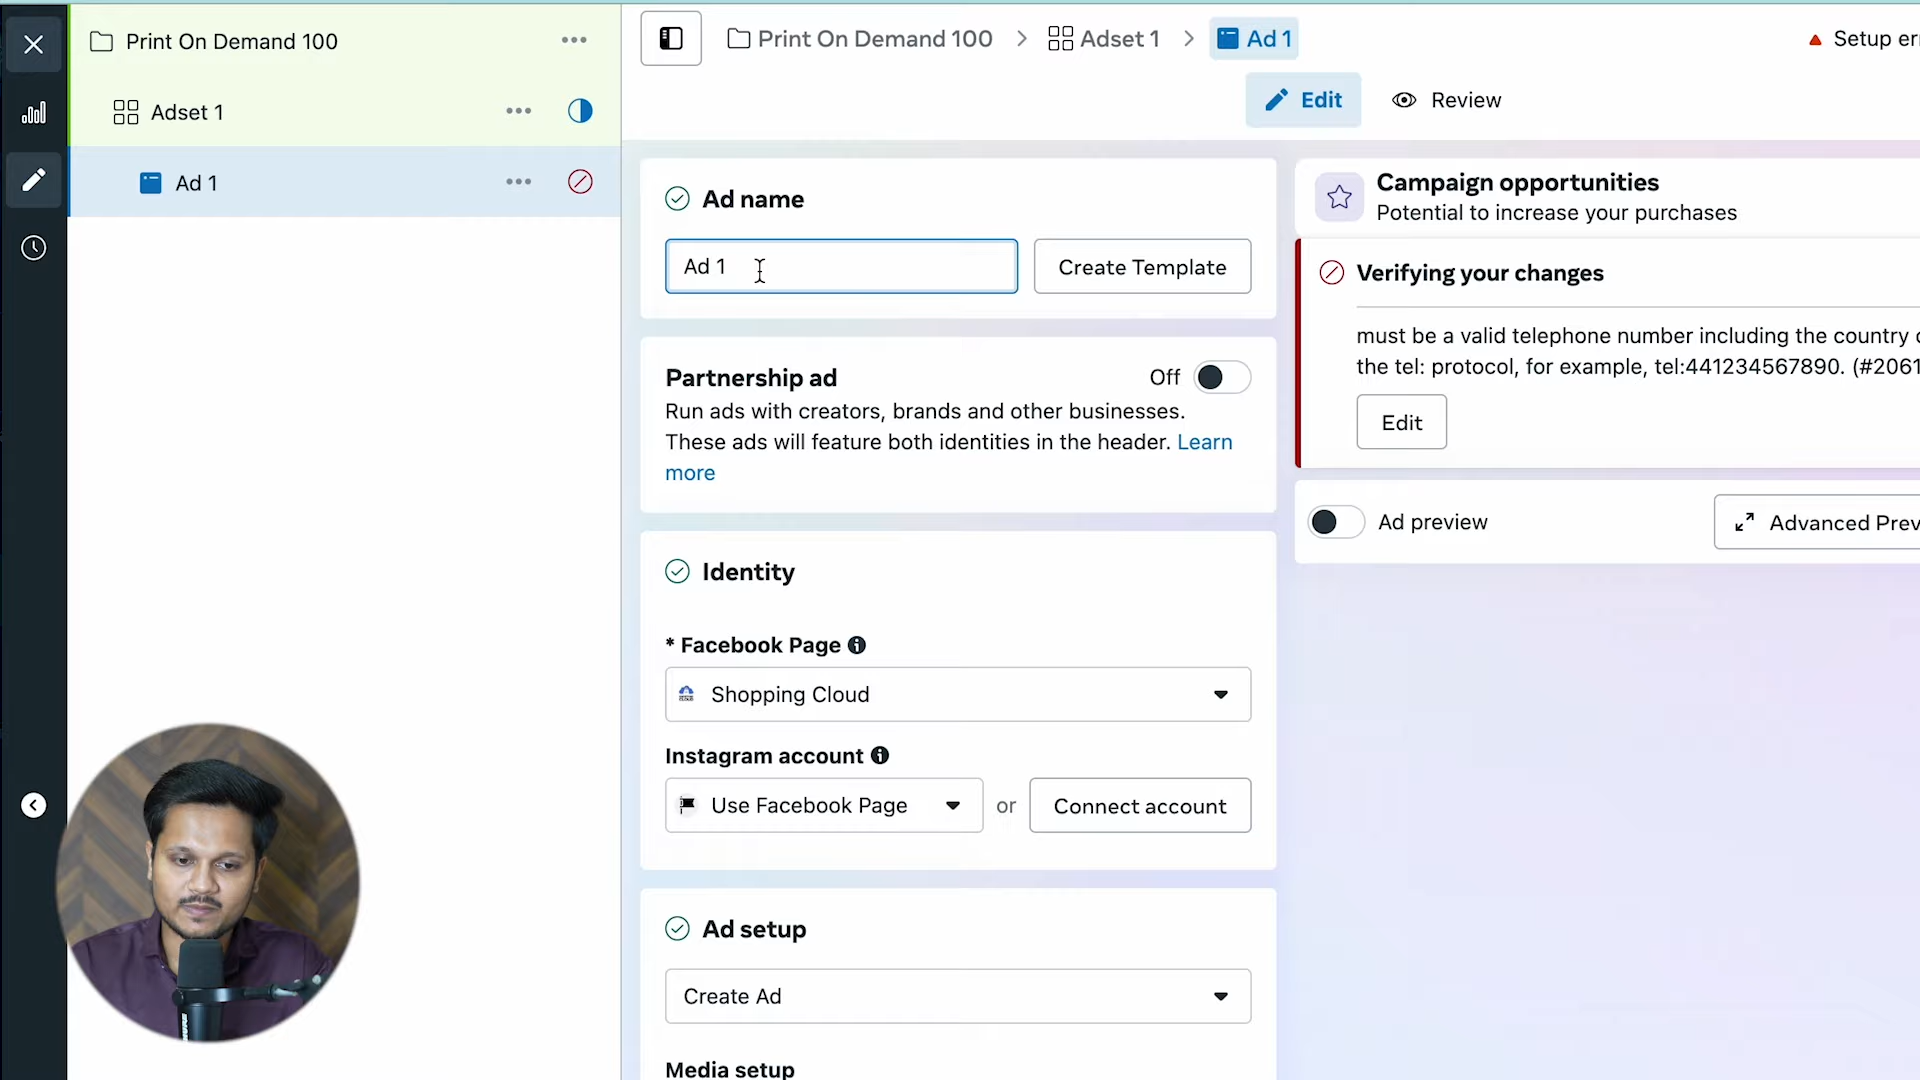 Print On Demand 100
Adset 1
Ad 1
Print On Demand 100
Adset 1
Ad 1
Setup er
Edit
Review
Ad name
Ad 1
Create Template
Partnership ad
Off
Run ads with creators, brands and other businesses.
These ads will feature both identities in the header. Learn
more
Identity
* Facebook Page
Shopping Cloud
Instagram account
Use Facebook Page
or
Connect account
Ad setup
Create Ad
Media setup
Campaign opportunities
Potential to increase your purchases
Verifying your changes
must be a valid telephone number including the country c
the tel: protocol, for example, tel:441234567890. (#2061
Edit
Ad preview
Advanced Prev